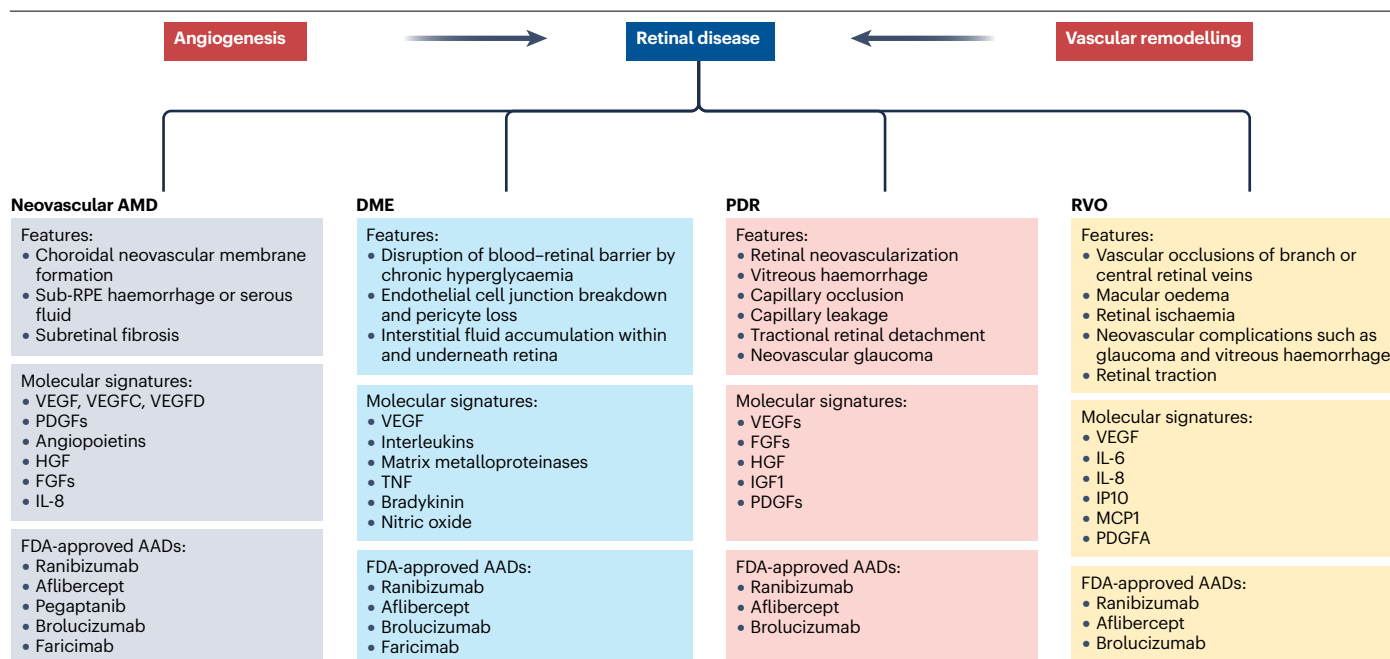 Angiogenesis
Retinal disease
Vascular remodelling
Neovascular AMD
Features:
• Choroidal neovascular membrane
formation
• Sub-RPE haemorrhage or serous
fluid
• Subretinal fibrosis
Molecular signatures:
• VEGF, VEGFC, VEGFD
• PDGFs
• Angiopoietins
• HGF
• FGFs
• IL-8
FDA-approved AADs:
• Ranibizumab
• Aflibercept
• Pegaptanib
• Brolucizumab
• Faricimab
DME
Features:
• Disruption of blood–retinal barrier by
chronic hyperglycaemia
• Endothelial cell junction breakdown
and pericyte loss
• Interstitial fluid accumulation within
and underneath retina
Molecular signatures:
• VEGF
• Interleukins
• Matrix metalloproteinases
• TNF
• Bradykinin
• Nitric oxide
FDA-approved AADs:
• Ranibizumab
• Aflibercept
• Brolucizumab
• Faricimab
PDR
Features:
• Retinal neovascularization
• Vitreous haemorrhage
• Capillary occlusion
• Capillary leakage
• Tractional retinal detachment
• Neovascular glaucoma
Molecular signatures:
• VEGFs
• FGFs
• HGF
• IGF1
• PDGFs
FDA-approved AADs:
• Ranibizumab
• Aflibercept
• Brolucizumab
RVO
Features:
• Vascular occlusions of branch or
central retinal veins
• Macular oedema
• Retinal ischaemia
• Neovascular complications such as
glaucoma and vitreous haemorrhage
• Retinal traction
Molecular signatures:
• VEGF
• IL-6
• IL-8
• IP10
• MCP1
• PDGFA
FDA-approved AADs:
• Ranibizumab
• Aflibercept
• Brolucizumab